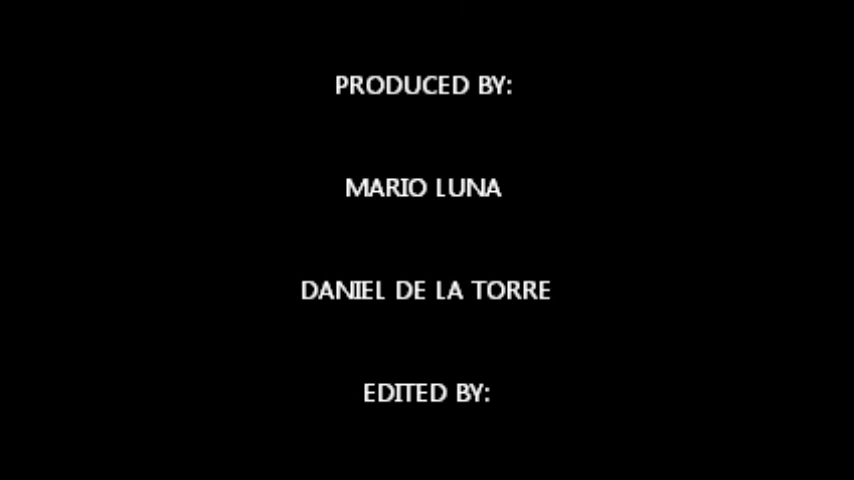 PRODUCED BY:
MARIO LUNA
DANIEL DE LA TORRE
EDITED BY: